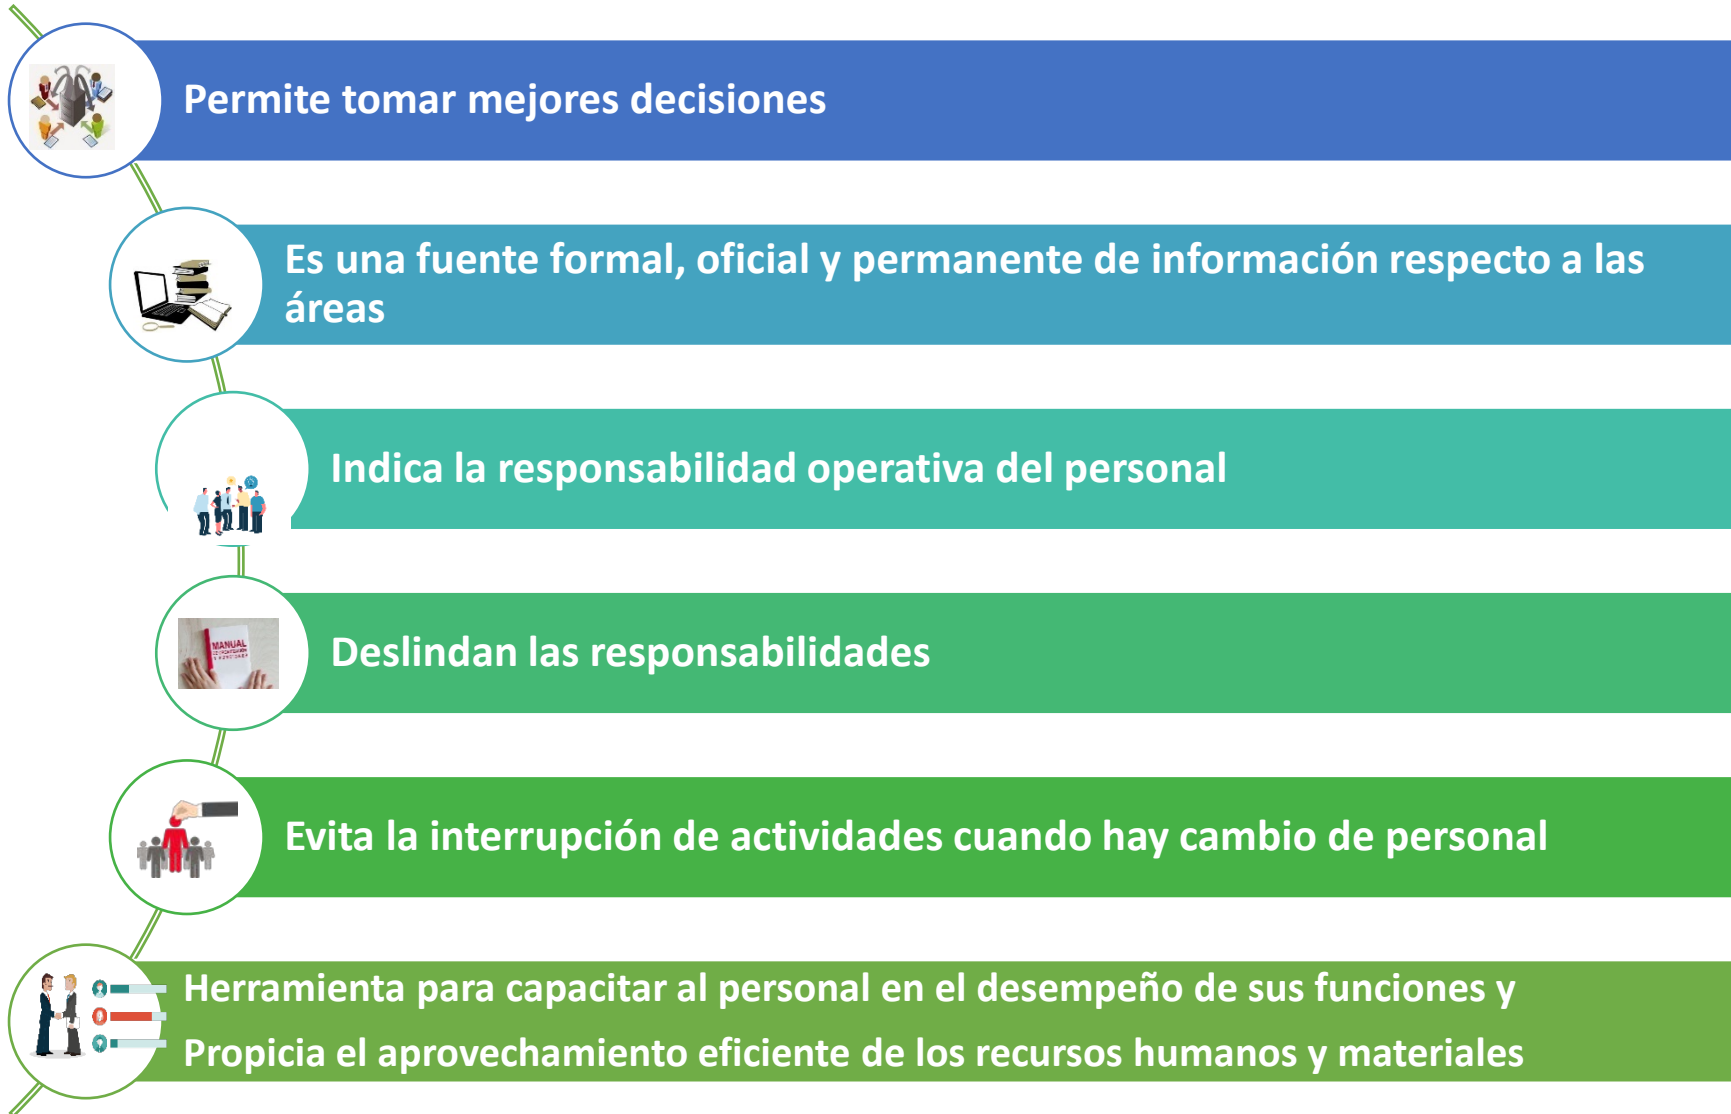 Permite tomar mejores decisiones
Es una fuente formal, oficial y permanente de información respecto a las
áreas
Indica la responsabilidad operativa del personal
MANUAL
Deslindan las responsabilidades
Evita la interrupción de actividades cuando hay cambio de personal
Herramienta para capacitar al personal en el desempeño de sus funciones y
Propicia el aprovechamiento eficiente de los recursos humanos y materiales